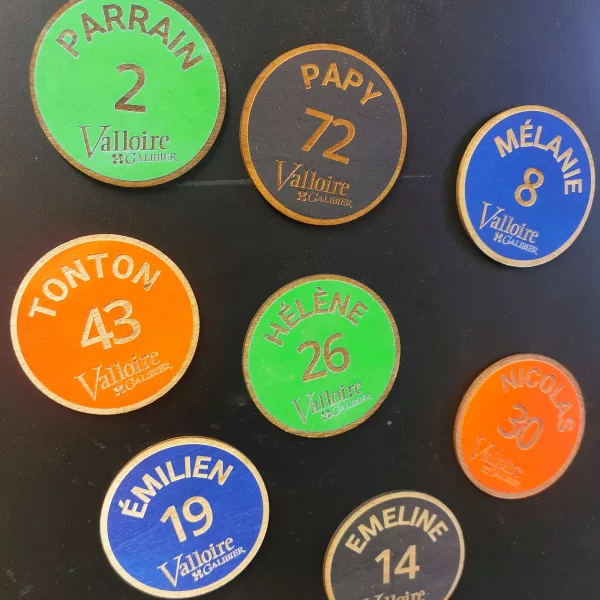 PARRAIN
2
Valloire
GALIBIER
PAPY
72
Valloire
GALIBIER
MÉLANIE
8
Valloire
GALIBIER
TONTON
43
Valloire
GALIBIER
HÉLÈNE
26
Valloire
GALIBIER
NICOLAS
30
Valloire
GALIBIER
ÉMILIEN
19
Valloire
GALIBIER
EMELINE
14
Valloire